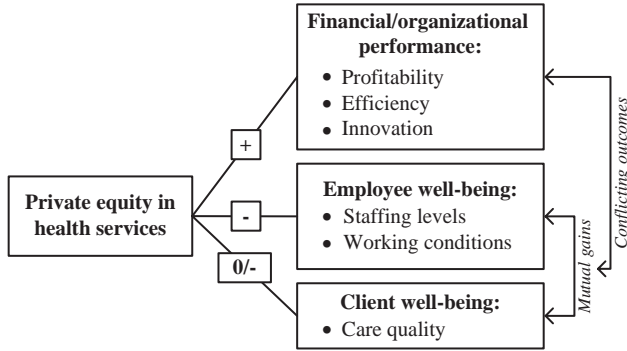 Financial/organizational
performance:
• Profitability
• Efficiency
• Innovation
+
Private equity in
health services
-
Employee well-being:
• Staffing levels
• Working conditions
0/-
Client well-being:
• Care quality
Mutual gains
Conflicting outcomes